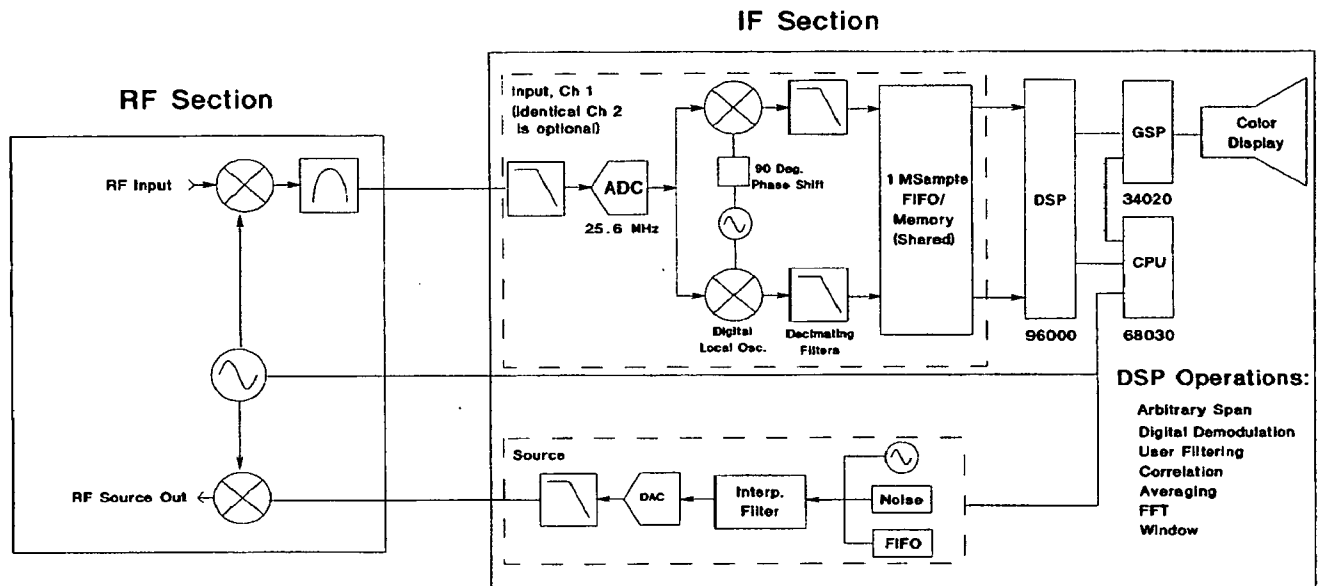 IF Section
RF Section
Input, Ch 1
(Identical Ch 2
is optional)
RF Input
ADC
25.6 MHz
90 Deg.
Phase Shift
Digital
Local Osc.
Decimating
Filters
1 MSample
FIFO/
Memory
(Shared)
DSP
96000
GSP
34020
CPU
68030
Color
Display
RF Source Out
Source
DAC
Interp.
Filter
Noise
FIFO
DSP Operations:
Arbitrary Span
Digital Demodulation
User Filtering
Correlation
Averaging
FFT
Window